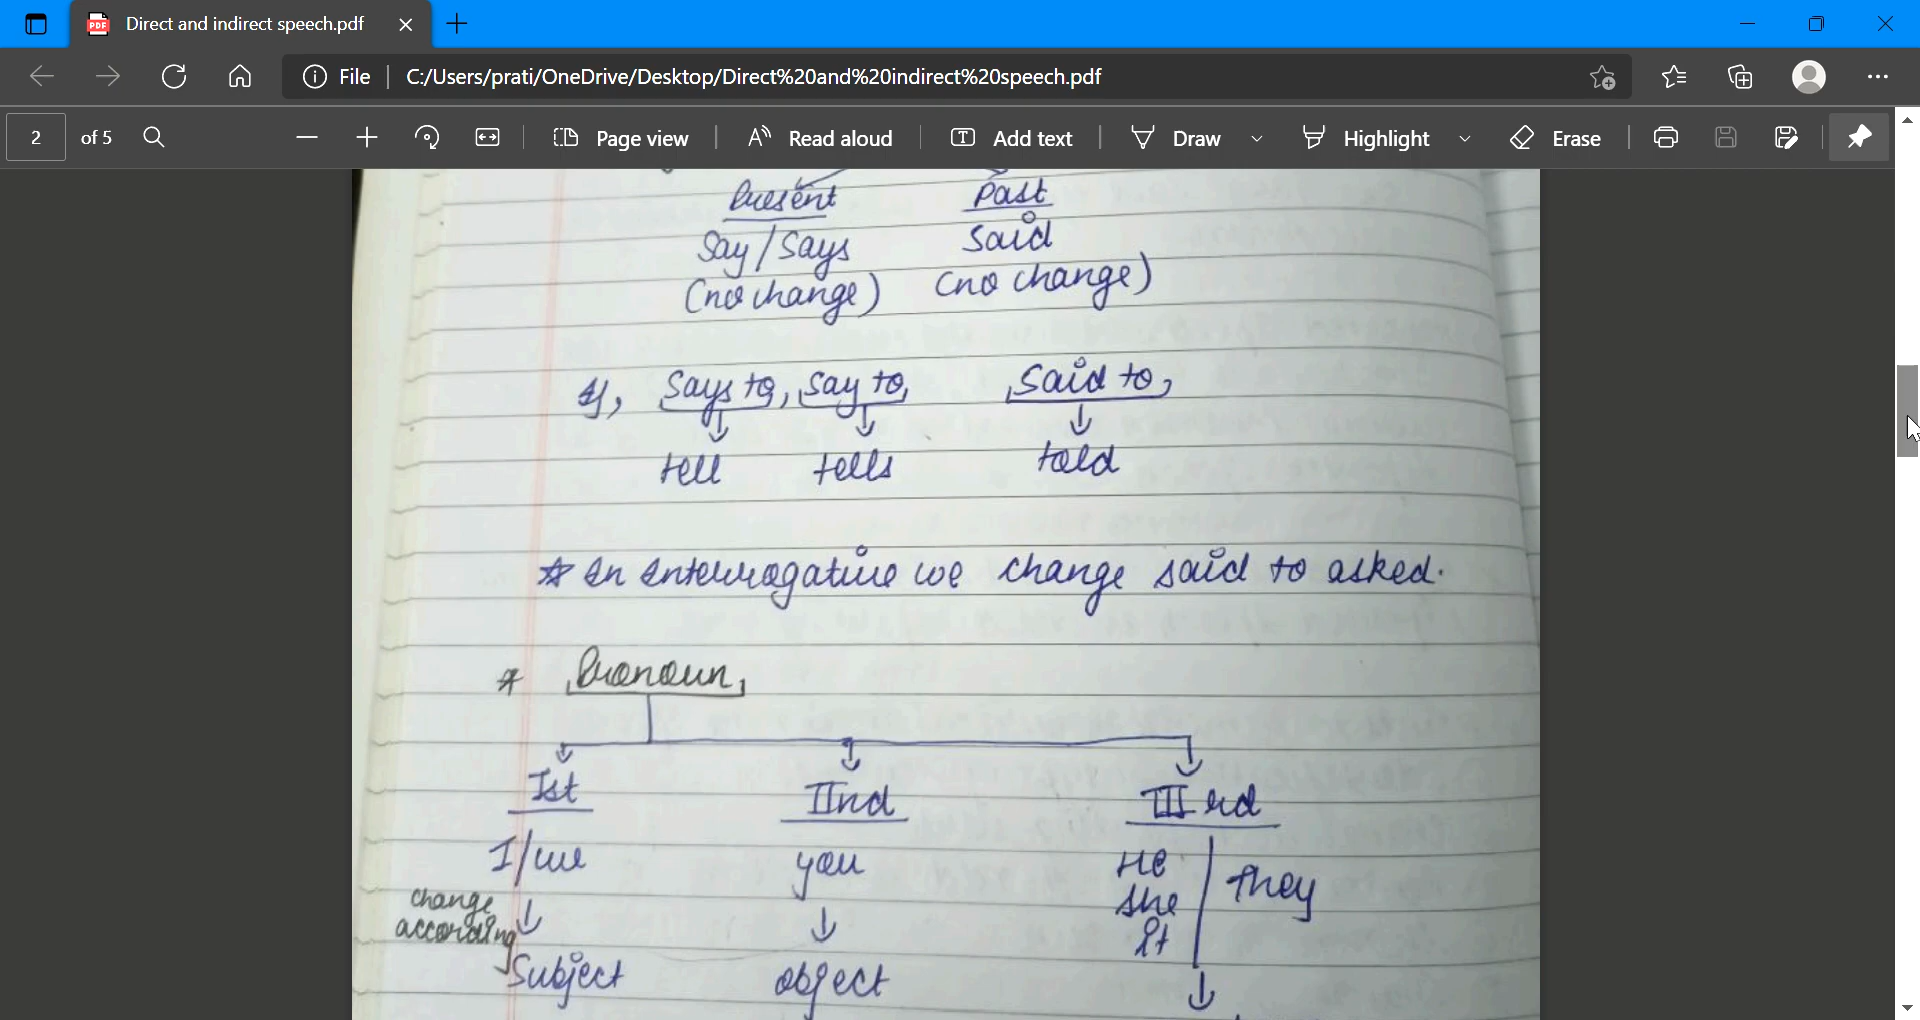 Direct and indirect speech.pdf
File C:/Users/prati/OneDrive/Desktop/Direct%20and%20indirect%20speech.pdf
2 of 5 Page view Read aloud Add text Draw Highlight Erase
Present Past
Say/Says Said
(no change) (no change)
If, Says to, Say to, Said to,
tell tells told
* In Interrogative we change said to asked.
* Pronoun,
Ist IInd IIIrd
I/we you He
She They
It
change
according
Subject object